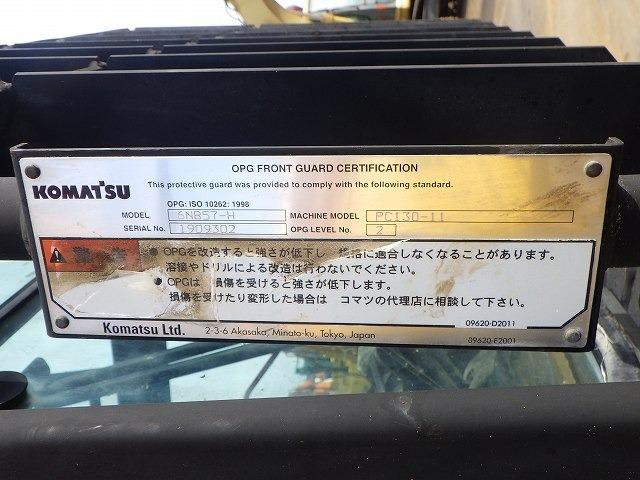 OPG FRONT GUARD CERTIFICATION
This protective guard was provided to comply with the following standard.
KOMATSU
OPG: ISO 10262: 1998
MODEL 6NB57-H MACHINE MODEL PC130-11
SERIAL No. 1909302 OPG LEVEL No. 2
● OPGを改造すると強さが低下し 規格に適合しなくなることがあります。
溶接やドリルによる改造は行わないでください。
● OPGは 損傷を受けると強さが低下します。
損傷を受けたり変形した場合は コマツの代理店に相談して下さい。
09620-D2011
Komatsu Ltd. 2-3-6 Akasaka, Minato-ku, Tokyo, Japan
09620-E2001